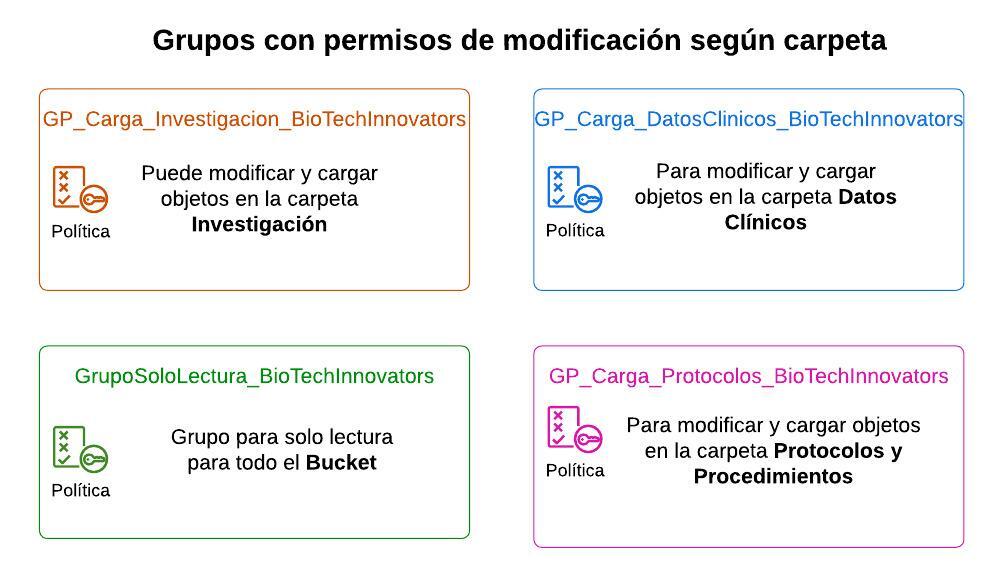 Grupos con permisos de modificación según carpeta
GP_Carga_Investigacion_BioTechInnovators
Puede modificar y cargar
objetos en la carpeta
Investigación
Política
GP_Carga_DatosClinicos_BioTechInnovators
Para modificar y cargar
objetos en la carpeta Datos
Clínicos
Política
GrupoSoloLectura_BioTechInnovators
Grupo para solo lectura
para todo el Bucket
Política
GP_Carga_Protocolos_BioTechInnovators
Para modificar y cargar objetos
en la carpeta Protocolos y
Procedimientos
Política